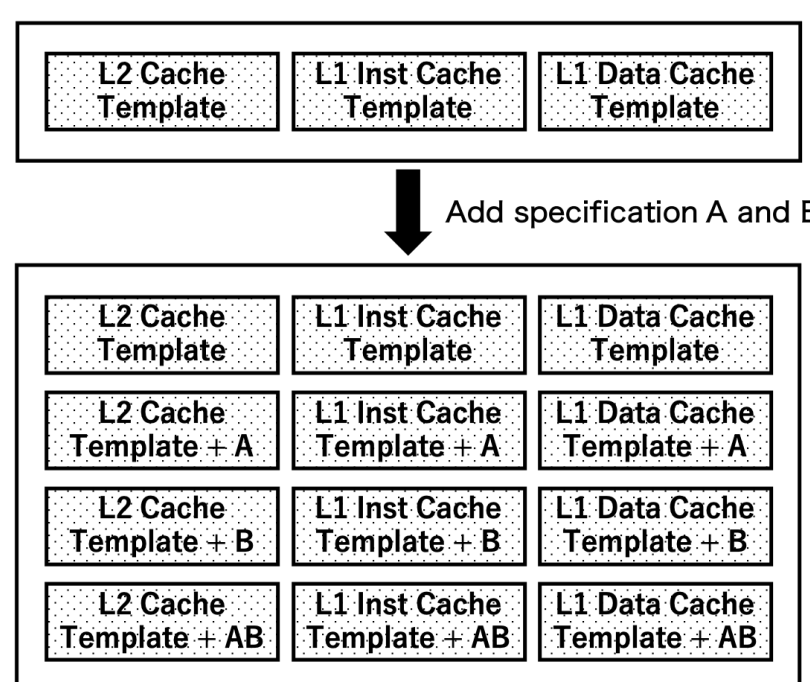 L2 Cache
Template
L1 Inst Cache
Template
L1 Data Cache
Template
Add specification A and
L2 Cache
Template
L1 Inst Cache
Template
L1 Data Cache
Template
L2 Cache
Template + A
L1 Inst Cache
Template + A
L1 Data Cache
Template + A
L2 Cache
Template + B
L1 Inst Cache
Template + B
L1 Data Cache
Template + B
L2 Cache
Template + AB
L1 Inst Cache
Template + AB
L1 Data Cache
Template + AB